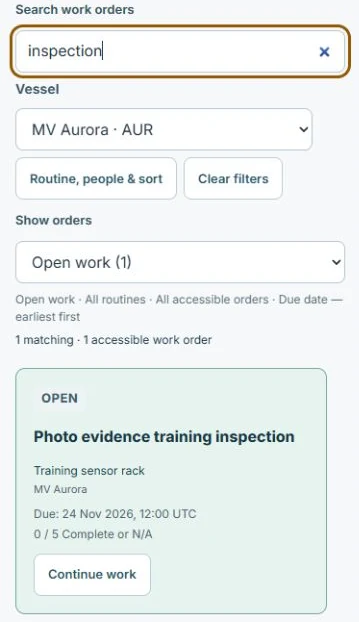 Search work orders
inspection
Vessel
MV Aurora · AUR
Routine, people & sort
Clear filters
Show orders
Open work (1)
Open work · All routines · All accessible orders · Due date —
earliest first
1 matching · 1 accessible work order
OPEN
Photo evidence training inspection
Training sensor rack
MV Aurora
Due: 24 Nov 2026, 12:00 UTC
0 / 5 Complete or N/A
Continue work